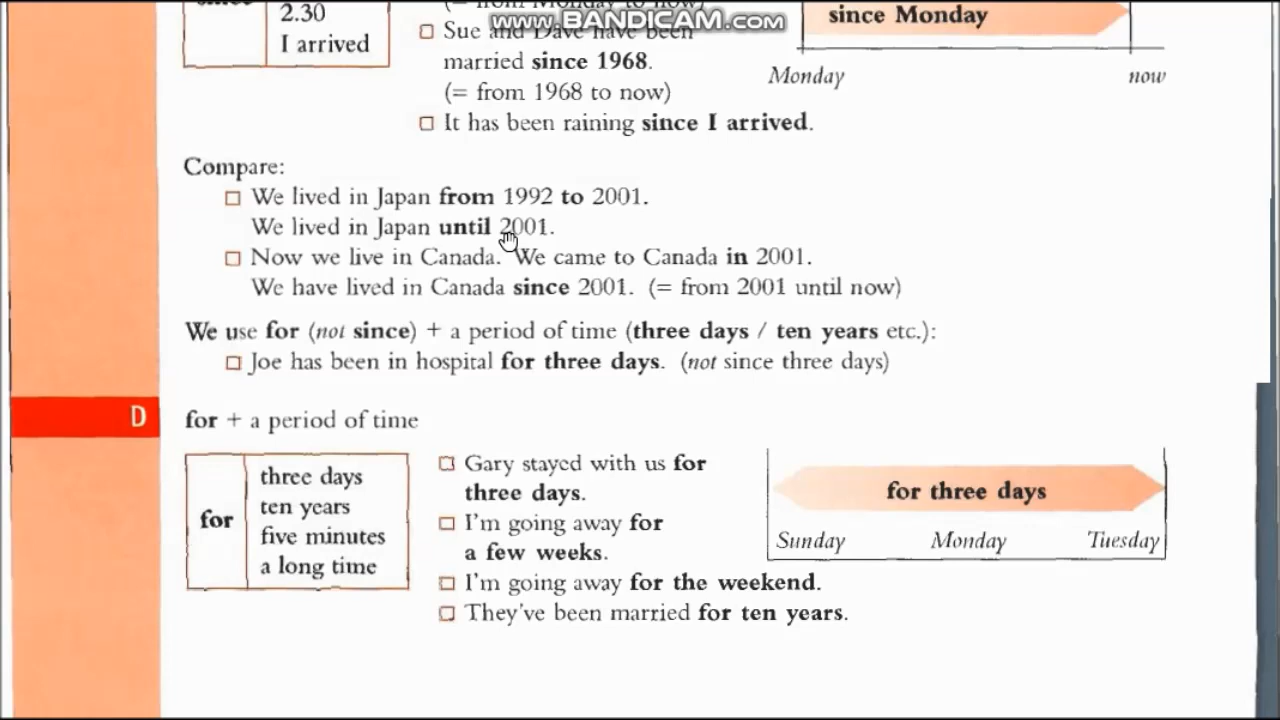 www.BANDICAM.com
since
2.30
I arrived
(= from Monday to now)
Sue and Dave have been
married since 1968.
(= from 1968 to now)
It has been raining since I arrived.
since Monday
Monday now
Compare:
We lived in Japan from 1992 to 2001.
We lived in Japan until 2001.
Now we live in Canada. We came to Canada in 2001.
We have lived in Canada since 2001. (= from 2001 until now)
We use for (not since) + a period of time (three days / ten years etc.):
Joe has been in hospital for three days. (not since three days)
D
for + a period of time
for
three days
ten years
five minutes
a long time
Gary stayed with us for
three days.
I'm going away for
a few weeks.
I'm going away for the weekend.
They've been married for ten years.
for three days
Sunday Monday Tuesday